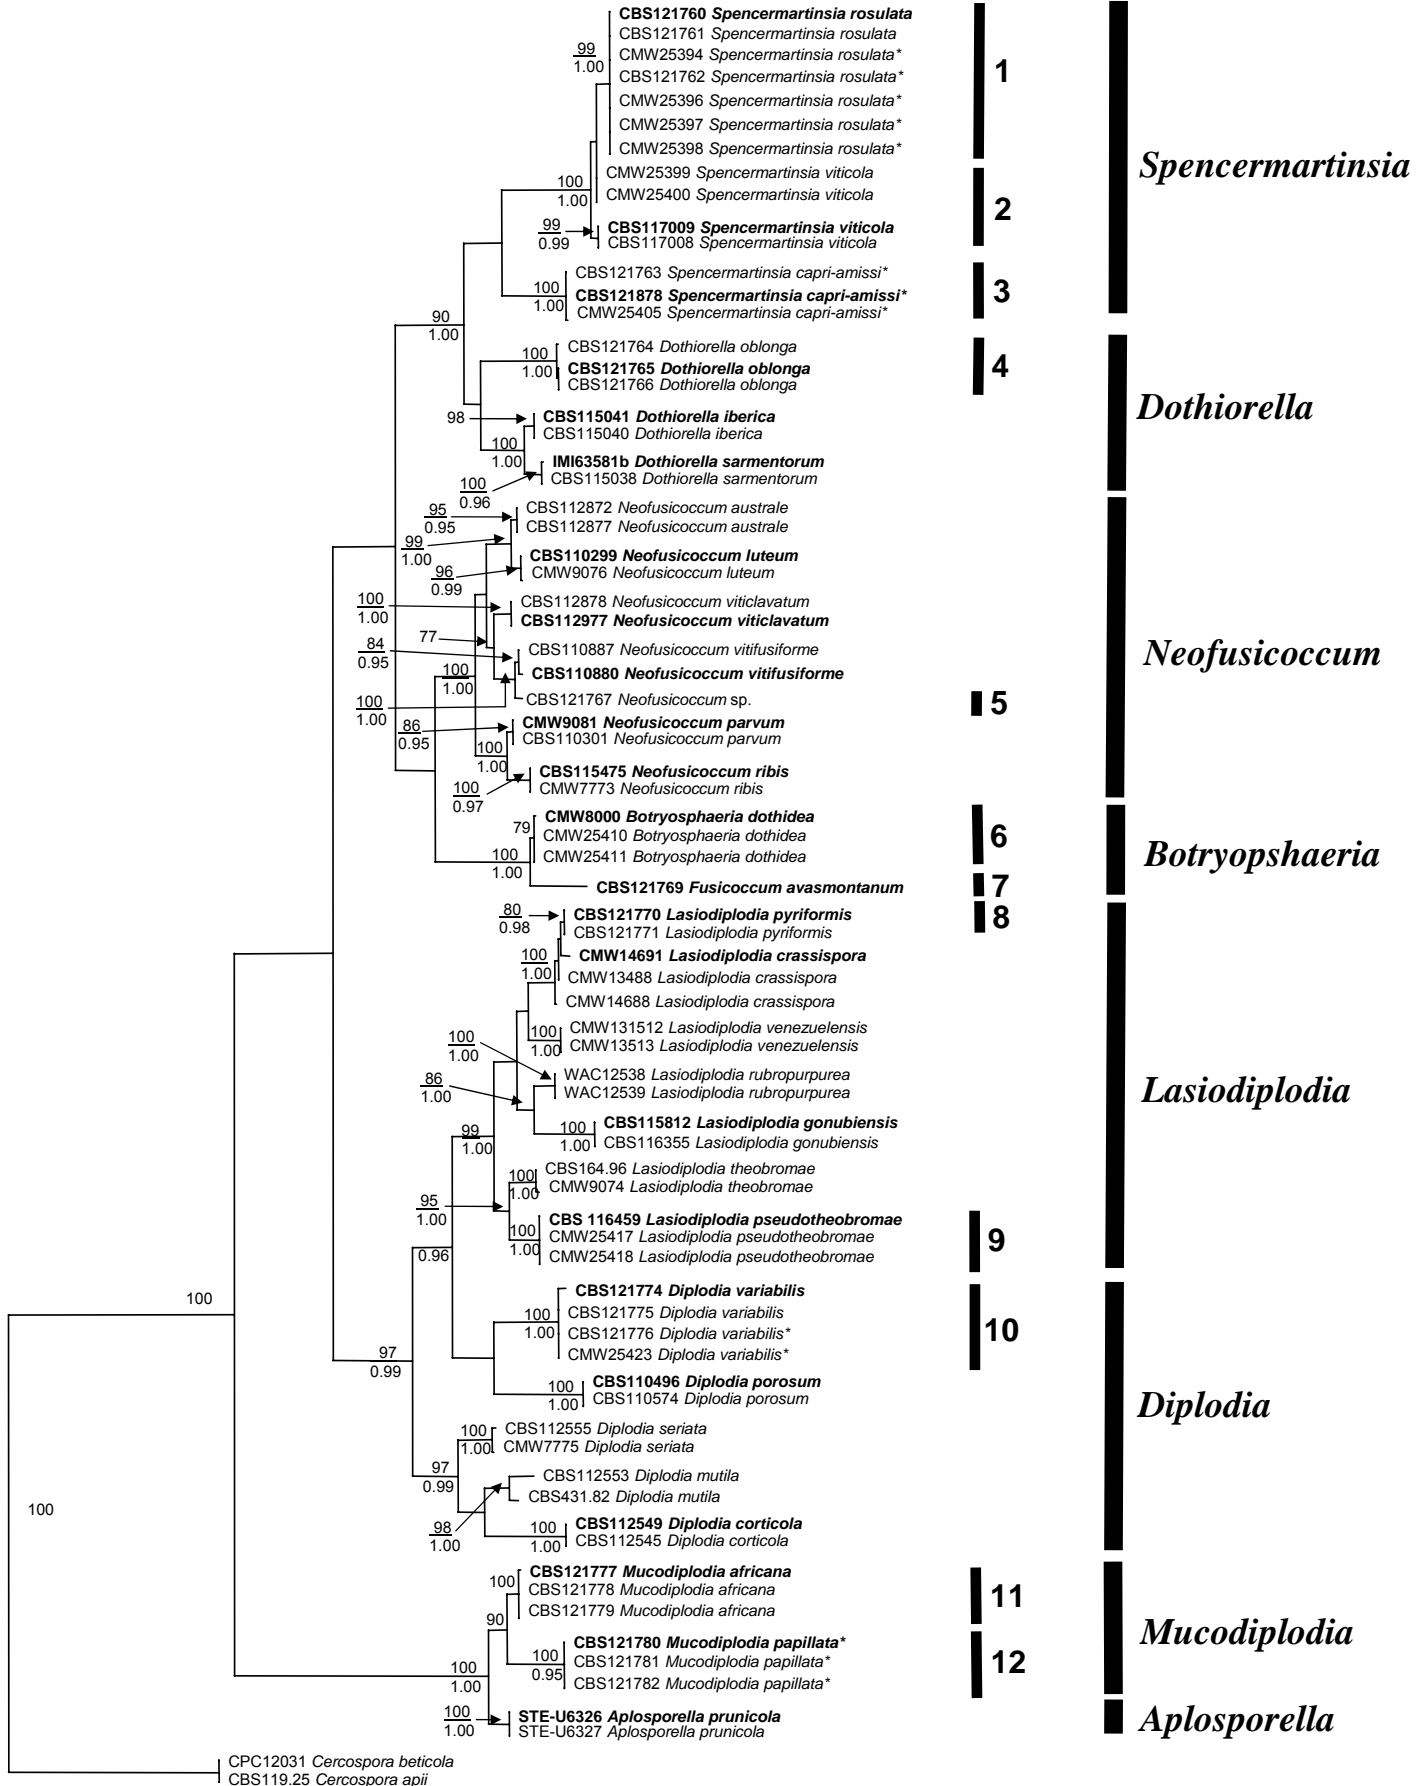 CBS121760 Spencermartinsia rosulata
CBS121761 Spencermartinsia rosulata
99
1.00
CMW25394 Spencermartinsia rosulata*
CBS121762 Spencermartinsia rosulata*
1
CMW25396 Spencermartinsia rosulata*
CMW25397 Spencermartinsia rosulata*
CMW25398 Spencermartinsia rosulata*
Spencermartinsia
CMW25399 Spencermartinsia viticola
100
1.00
CMW25400 Spencermartinsia viticola
2
99
0.99
CBS117009 Spencermartinsia viticola
CBS117008 Spencermartinsia viticola
CBS121763 Spencermartinsia capri-amissi*
100
1.00
CBS121878 Spencermartinsia capri-amissi*
3
CMW25405 Spencermartinsia capri-amissi*
90
1.00
CBS121764 Dothiorella oblonga
100
1.00
CBS121765 Dothiorella oblonga
4
CBS121766 Dothiorella oblonga
Dothiorella
98
CBS115041 Dothiorella iberica
CBS115040 Dothiorella iberica
100
1.00
IMI63581b Dothiorella sarmentorum
CBS115038 Dothiorella sarmentorum
100
0.96
95
0.95
CBS112872 Neofusicoccum australe
CBS112877 Neofusicoccum australe
99
1.00
CBS110299 Neofusicoccum luteum
96
0.99
CMW9076 Neofusicoccum luteum
100
1.00
CBS112878 Neofusicoccum viticlavatum
CBS112977 Neofusicoccum viticlavatum
77
84
0.95
CBS110887 Neofusicoccum vitifusiforme
Neofusicoccum
100
1.00
CBS110880 Neofusicoccum vitifusiforme
CBS121767 Neofusicoccum sp.
5
100
1.00
86
0.95
CMW9081 Neofusicoccum parvum
CBS110301 Neofusicoccum parvum
100
1.00
CBS115475 Neofusicoccum ribis
CMW7773 Neofusicoccum ribis
100
0.97
CMW8000 Botryosphaeria dothidea
79
CMW25410 Botryosphaeria dothidea
6
CMW25411 Botryosphaeria dothidea
Botryopshaeria
100
1.00
CBS121769 Fusicoccum avasmontanum
7
80
0.98
CBS121770 Lasiodiplodia pyriformis
8
CBS121771 Lasiodiplodia pyriformis
100
1.00
CMW14691 Lasiodiplodia crassispora
CMW13488 Lasiodiplodia crassispora
CMW14688 Lasiodiplodia crassispora
100
1.00
CMW131512 Lasiodiplodia venezuelensis
CMW13513 Lasiodiplodia venezuelensis
100
1.00
WAC12538 Lasiodiplodia rubropurpurea
86
1.00
WAC12539 Lasiodiplodia rubropurpurea
Lasiodiplodia
99
1.00
100
1.00
CBS115812 Lasiodiplodia gonubiensis
CBS116355 Lasiodiplodia gonubiensis
CBS164.96 Lasiodiplodia theobromae
100
1.00
CMW9074 Lasiodiplodia theobromae
95
1.00
CBS 116459 Lasiodiplodia pseudotheobromae
100
1.00
CMW25417 Lasiodiplodia pseudotheobromae
9
CMW25418 Lasiodiplodia pseudotheobromae
0.96
CBS121774 Diplodia variabilis
100
CBS121775 Diplodia variabilis
100
1.00
CBS121776 Diplodia variabilis*
10
CMW25423 Diplodia variabilis*
97
0.99
CBS110496 Diplodia porosum
100
1.00
CBS110574 Diplodia porosum
Diplodia
CBS112555 Diplodia seriata
100
1.00
CMW7775 Diplodia seriata
97
0.99
CBS112553 Diplodia mutila
CBS431.82 Diplodia mutila
100
98
1.00
100
1.00
CBS112549 Diplodia corticola
CBS112545 Diplodia corticola
CBS121777 Mucodiplodia africana
100
CBS121778 Mucodiplodia africana
11
CBS121779 Mucodiplodia africana
90
Mucodiplodia
CBS121780 Mucodiplodia papillata*
100
0.95
CBS121781 Mucodiplodia papillata*
12
CBS121782 Mucodiplodia papillata*
100
1.00
100
1.00
STE-U6326 Aplosporella prunicola
STE-U6327 Aplosporella prunicola
Aplosporella
CPC12031 Cercospora beticola
CBS119.25 Cercospora apii